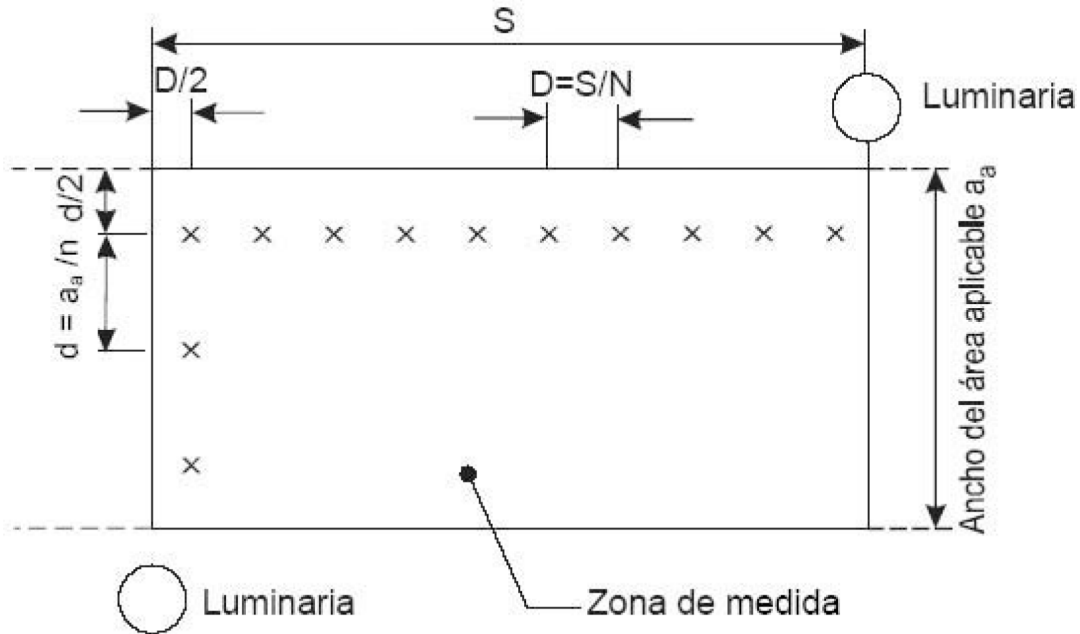 S
D/2
D=S/N
Luminaria
d/2
d = aₐ /n
Ancho del área aplicable aₐ
Luminaria
Zona de medida